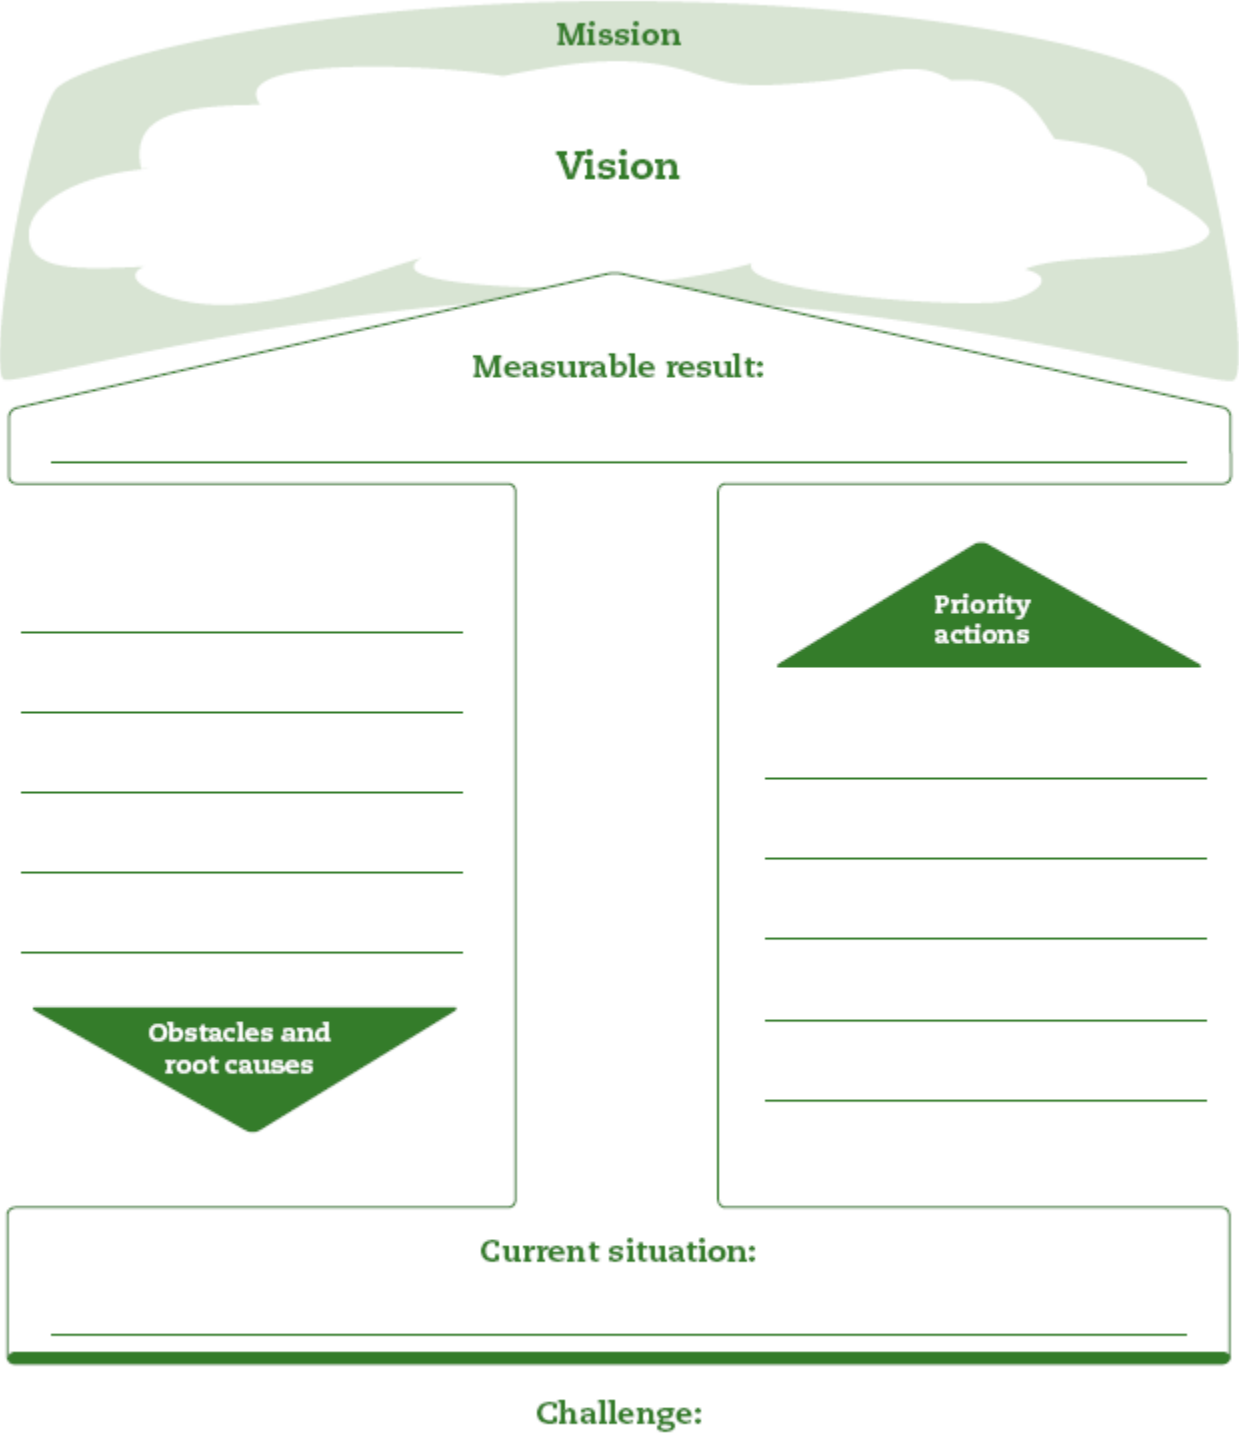 Mission
Vision
Measurable result:
Priority
actions
Obstacles and
root causes
Current situation:
Challenge: